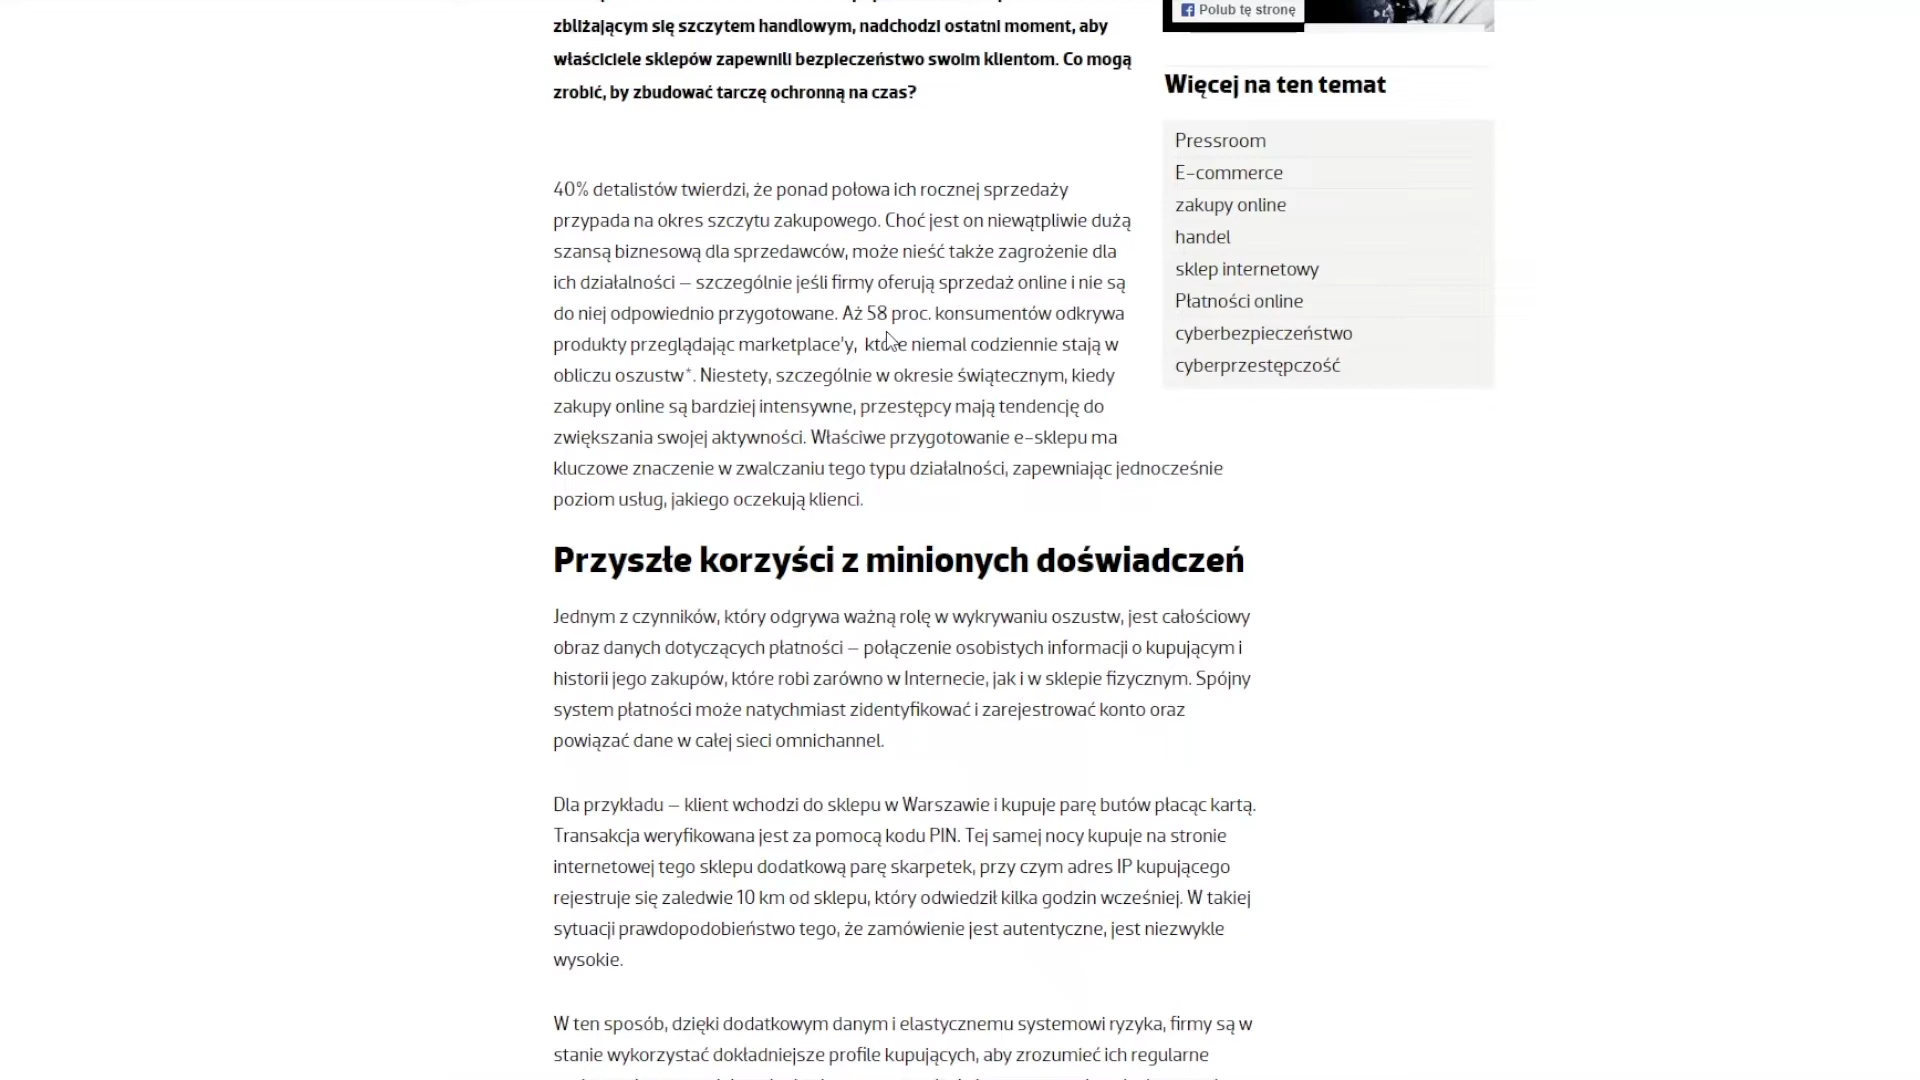 zbliżającym się szczytem handlowym, nadchodzi ostatni moment, aby
właściciele sklepów zapewnili bezpieczeństwo swoim klientom. Co mogą
zrobić, by zbudować tarczę ochronną na czas?
40% detalistów twierdzi, że ponad połowa ich rocznej sprzedaży
przypada na okres szczytu zakupowego. Choć jest on niewątpliwie dużą
szansą biznesową dla sprzedawców, może nieść także zagrożenie dla
ich działalności – szczególnie jeśli firmy oferują sprzedaż online i nie są
do niej odpowiednio przygotowane. Aż 58 proc. konsumentów odkrywa
produkty przeglądając marketplace'y, które niemal codziennie stają w
obliczu oszustw*. Niestety, szczególnie w okresie świątecznym, kiedy
zakupy online są bardziej intensywne, przestępcy mają tendencję do
zwiększania swojej aktywności. Właściwe przygotowanie e-sklepu ma
kluczowe znaczenie w zwalczaniu tego typu działalności, zapewniając jednocześnie
poziom usług, jakiego oczekują klienci.
Przyszłe korzyści z minionych doświadczeń
Jednym z czynników, który odgrywa ważną rolę w wykrywaniu oszustw, jest całościowy
obraz danych dotyczących płatności – połączenie osobistych informacji o kupującym i
historii jego zakupów, które robi zarówno w Internecie, jak i w sklepie fizycznym. Spójny
system płatności może natychmiast zidentyfikować i zarejestrować konto oraz
powiązać dane w całej sieci omnichannel.
Dla przykładu – klient wchodzi do sklepu w Warszawie i kupuje parę butów płacąc kartą.
Transakcja weryfikowana jest za pomocą kodu PIN. Tej samej nocy kupuje na stronie
internetowej tego sklepu dodatkową parę skarpetek, przy czym adres IP kupującego
rejestruje się zaledwie 10 km od sklepu, który odwiedził kilka godzin wcześniej. W takiej
sytuacji prawdopodobieństwo tego, że zamówienie jest autentyczne, jest niezwykle
wysokie.
W ten sposób, dzięki dodatkowym danym i elastycznemu systemowi ryzyka, firmy są w
stanie wykorzystać dokładniejsze profile kupujących, aby zrozumieć ich regularne
Polub tę stronę
Więcej na ten temat
Pressroom
E-commerce
zakupy online
handel
sklep internetowy
Płatności online
cyberbezpieczeństwo
cyberprzestępczość